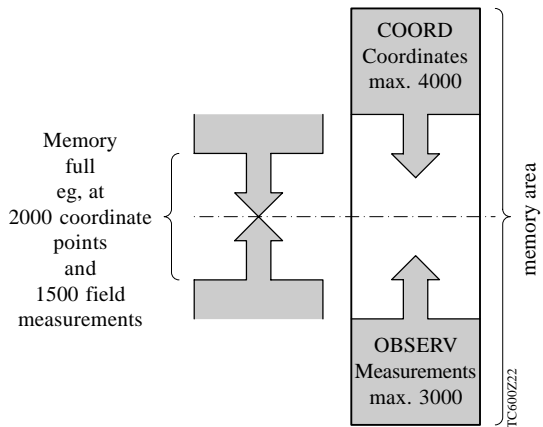 Memory
full
eg, at
2000 coordinate
points
and
1500 field
measurements
COORD
Coordinates
max. 4000
OBSERV
Measurements
max. 3000
memory area
TC600Z22